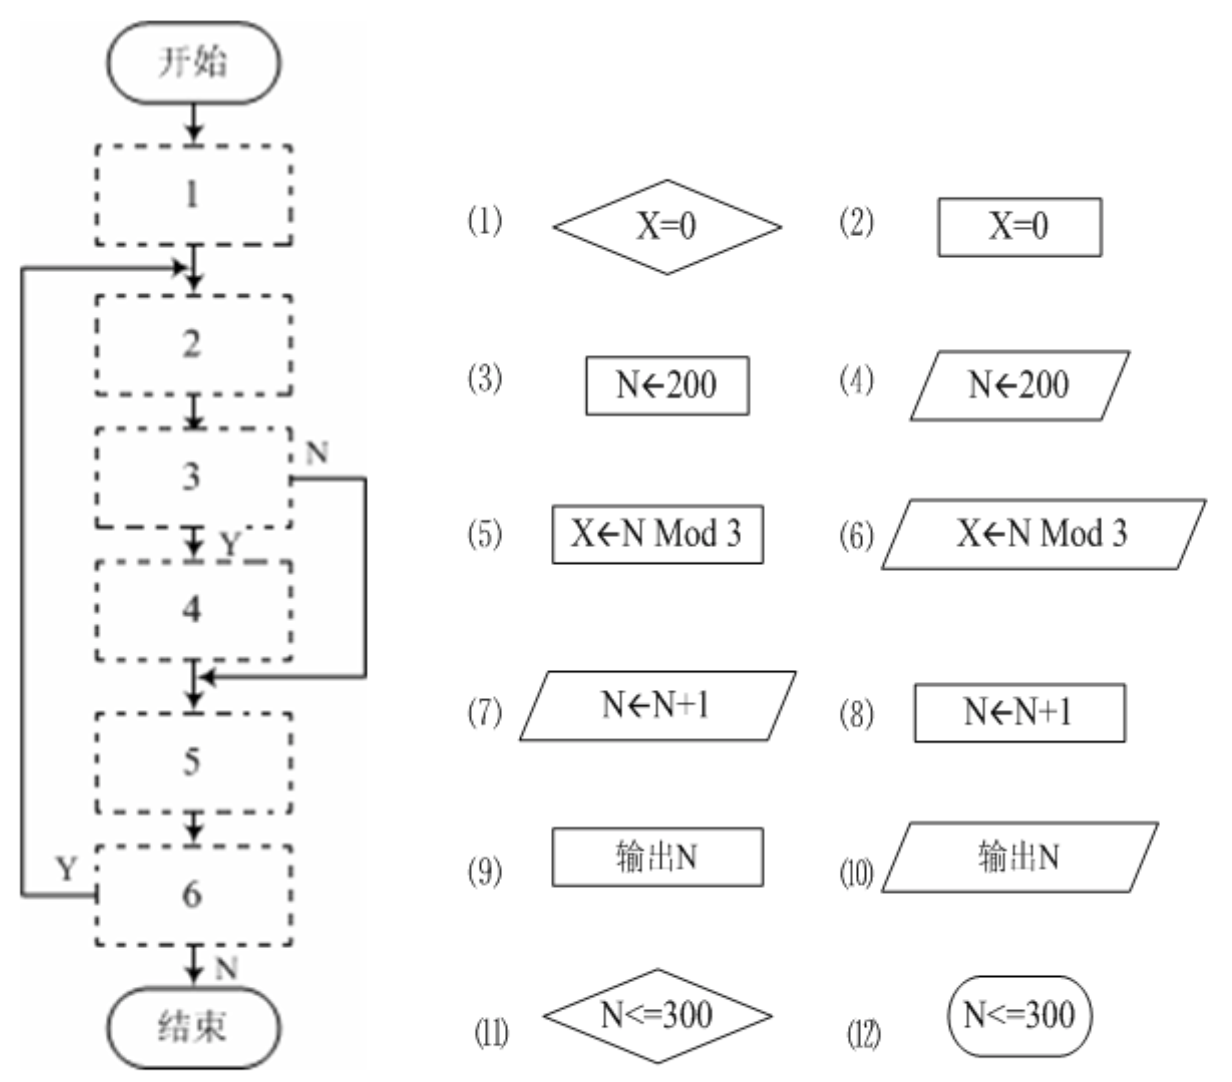 开始
1
2
3
N
Y
4
5
Y
6
N
结束
(1) X=0
(2) X=0
(3) N←200
(4) N←200
(5) X←N Mod 3
(6) X←N Mod 3
(7) N←N+1
(8) N←N+1
(9) 输出N
(10) 输出N
(11) N<=300
(12) N<=300